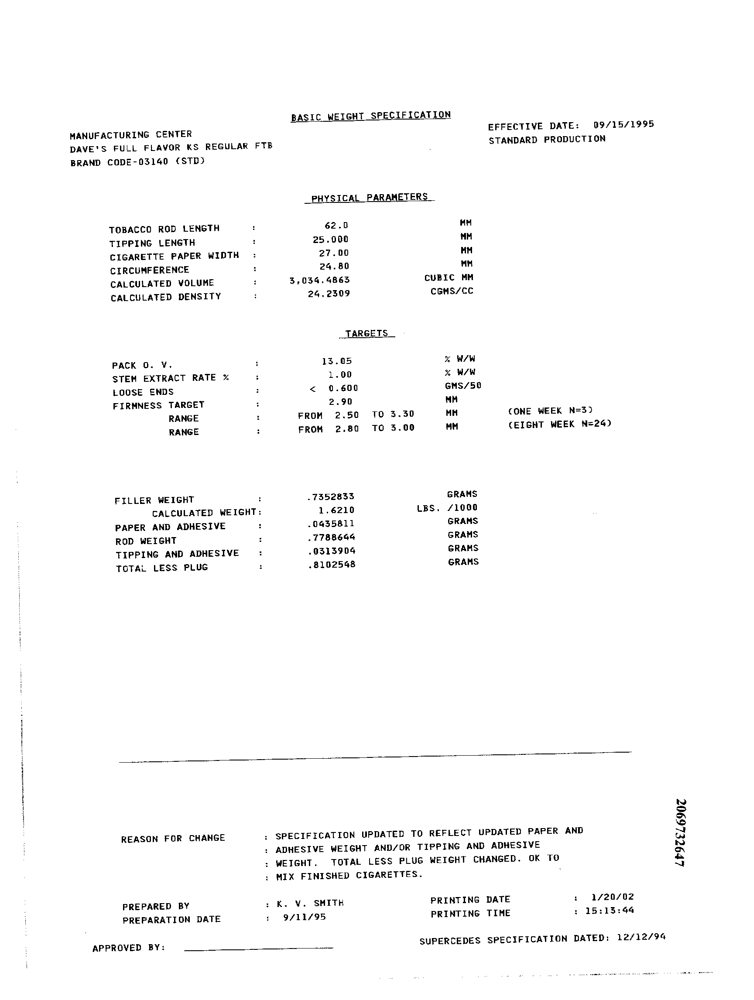 BASIC WEIGHT SPECIFICATION
MANUFACTURING CENTER
DAVE'S FULL FLAVOR KS REGULAR FTB
BRAND CODE-03140 (STD)
EFFECTIVE DATE: 09/15/1995
STANDARD PRODUCTION
PHYSICAL PARAMETERS
TOBACCO ROD LENGTH : 62.0 MM
TIPPING LENGTH : 25.000 MM
CIGARETTE PAPER WIDTH : 27.00 MM
CIRCUMFERENCE : 24.80 MM
CALCULATED VOLUME : 3,034.4863 CUBIC MM
CALCULATED DENSITY : 24.2309 CGMS/CC
TARGETS
PACK O. V. : 13.05 % W/W
STEM EXTRACT RATE % : 1.00 % W/W
LOOSE ENDS : < 0.600 GMS/50
FIRMNESS TARGET : 2.90 MM
RANGE : FROM 2.50 TO 3.30 MM (ONE WEEK N=3)
RANGE : FROM 2.80 TO 3.00 MM (EIGHT WEEK N=24)
FILLER WEIGHT : .7352833 GRAMS
CALCULATED WEIGHT: 1.6210 LBS. /1000
PAPER AND ADHESIVE : .0435811 GRAMS
ROD WEIGHT : .7788644 GRAMS
TIPPING AND ADHESIVE : .0313904 GRAMS
TOTAL LESS PLUG : .8102548 GRAMS
REASON FOR CHANGE : SPECIFICATION UPDATED TO REFLECT UPDATED PAPER AND
: ADHESIVE WEIGHT AND/OR TIPPING AND ADHESIVE
: WEIGHT. TOTAL LESS PLUG WEIGHT CHANGED. OK TO
: MIX FINISHED CIGARETTES.
PREPARED BY : K. V. SMITH PRINTING DATE : 1/20/02
PREPARATION DATE : 9/11/95 PRINTING TIME : 15:13:44
APPROVED BY:
SUPERCEDES SPECIFICATION DATED: 12/12/94
2069732647